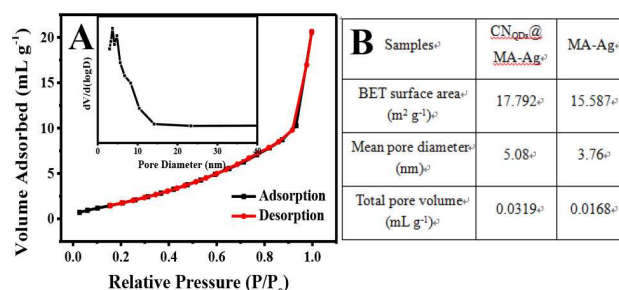 A
Volume Adsorbed (mL g⁻¹)
20
15
10
5
0
0.0 0.2 0.4 0.6 0.8 1.0
Relative Pressure (P/P₀)
dV/d(logD)
0 10 20 30 40
Pore Diameter (nm)
Adsorption
Desorption
B
Samples
CNQDs@
MA-Ag
MA-Ag
BET surface area
(m² g⁻¹)
17.792
15.587
Mean pore diameter
(nm)
5.08
3.76
Total pore volume
(mL g⁻¹)
0.0319
0.0168